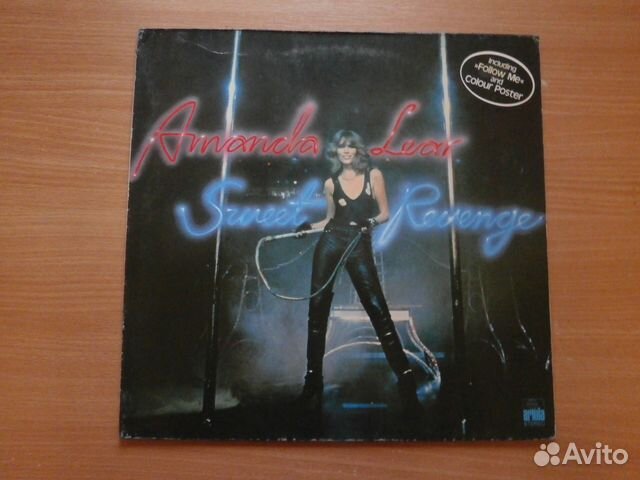 including
»Follow Me«
and
Colour Poster
Amanda Lear
Sweet Revenge
ariola
Avito